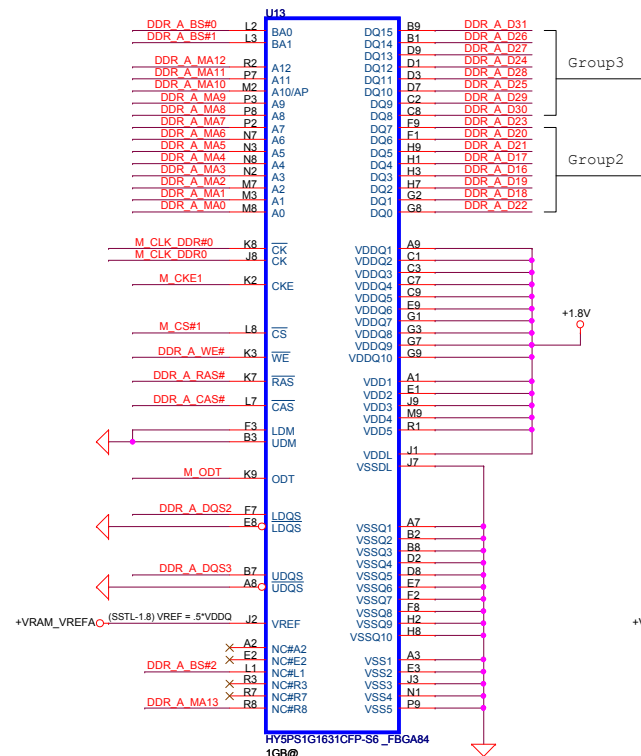 U13
DDR_A_BS#0 L2 BA0 DQ15 B9 DDR_A_D31
DDR_A_BS#1 L3 BA1 DQ14 B1 DDR_A_D26
DQ13 D9 DDR_A_D27
DDR_A_MA12 R2 A12 DQ12 D1 DDR_A_D24
DDR_A_MA11 P7 A11 DQ11 D3 DDR_A_D28
DDR_A_MA10 M2 A10/AP DQ10 D7 DDR_A_D25
DDR_A_MA9 P3 A9 DQ9 C2 DDR_A_D29
DDR_A_MA8 P8 A8 DQ8 C8 DDR_A_D30
Group3
DDR_A_MA7 P2 A7 DQ7 F9 DDR_A_D23
DDR_A_MA6 N7 A6 DQ6 F1 DDR_A_D20
DDR_A_MA5 N3 A5 DQ5 H9 DDR_A_D21
DDR_A_MA4 N8 A4 DQ4 H1 DDR_A_D17
DDR_A_MA3 N2 A3 DQ3 H3 DDR_A_D16
DDR_A_MA2 M7 A2 DQ2 H7 DDR_A_D19
DDR_A_MA1 M3 A1 DQ1 G2 DDR_A_D18
DDR_A_MA0 M8 A0 DQ0 G8 DDR_A_D22
Group2
M_CLK_DDR#0 K8 CK VDDQ1 A9
M_CLK_DDR0 J8 CK VDDQ2 C1
VDDQ3 C3
M_CKE1 K2 CKE VDDQ4 C7
VDDQ5 C9
VDDQ6 E9
VDDQ7 G1
M_CS#1 L8 CS VDDQ8 G3
VDDQ9 G7
+1.8V
DDR_A_WE# K3 WE VDDQ10 G9
DDR_A_RAS# K7 RAS VDD1 A1
VDD2 E1
DDR_A_CAS# L7 CAS VDD3 J9
F3 LDM VDD4 M9
B3 UDM VDD5 R1
VDDL J1
VSSDL J7
M_ODT K9 ODT
DDR_A_DQS2 F7 LDQS
E8 LDQS VSSQ1 A7
VSSQ2 B2
VSSQ3 B8
VSSQ4 D2
DDR_A_DQS3 B7 UDQS VSSQ5 D8
A8 UDQS VSSQ6 E7
VSSQ7 F2
VSSQ8 F8
+VRAM_VREFA (SSTL-1.8) VREF = .5*VDDQ J2 VREF VSSQ9 H2
VSSQ10 H8
A2 NC#A2
E2 NC#E2 VSS1 A3
DDR_A_BS#2 L1 NC#L1 VSS2 E3
R3 NC#R3 VSS3 J3
R7 NC#R7 VSS4 N1
DDR_A_MA13 R8 NC#R8 VSS5 P9
HY5PS1G1631CFP-S6_FBGA84
1GB@